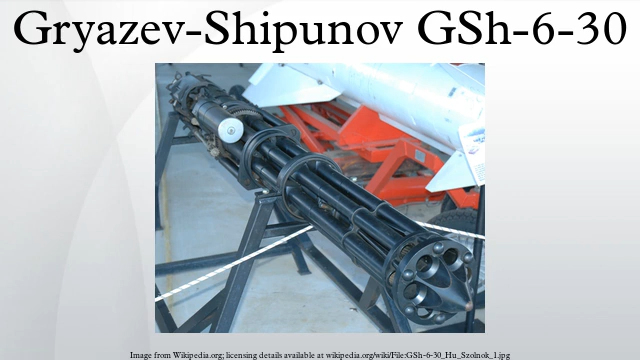 Gryazev-Shipunov GSh-6-30
Image from Wikipedia.org; licensing details available at wikipedia.org/wiki/File:GSh-6-30_Hu_Szolnok_1.jpg